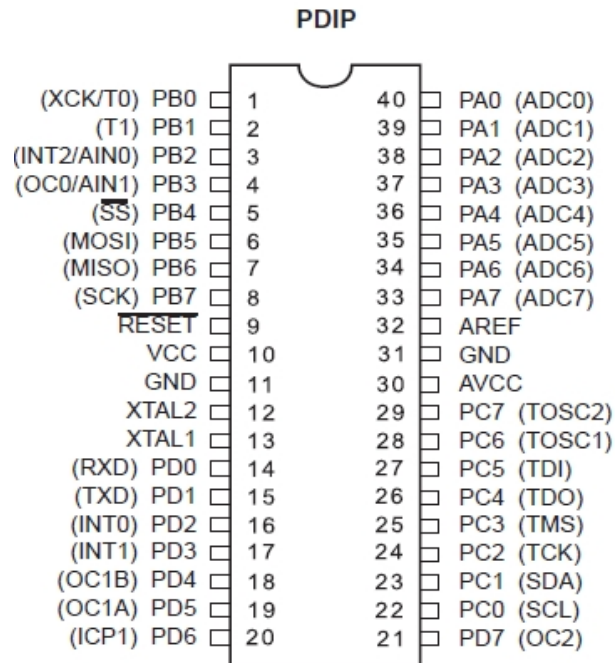 PDIP
(XCK/T0) PB0 1 40 PA0 (ADC0)
(T1) PB1 2 39 PA1 (ADC1)
(INT2/AIN0) PB2 3 38 PA2 (ADC2)
(OC0/AIN1) PB3 4 37 PA3 (ADC3)
(SS) PB4 5 36 PA4 (ADC4)
(MOSI) PB5 6 35 PA5 (ADC5)
(MISO) PB6 7 34 PA6 (ADC6)
(SCK) PB7 8 33 PA7 (ADC7)
RESET 9 32 AREF
VCC 10 31 GND
GND 11 30 AVCC
XTAL2 12 29 PC7 (TOSC2)
XTAL1 13 28 PC6 (TOSC1)
(RXD) PD0 14 27 PC5 (TDI)
(TXD) PD1 15 26 PC4 (TDO)
(INT0) PD2 16 25 PC3 (TMS)
(INT1) PD3 17 24 PC2 (TCK)
(OC1B) PD4 18 23 PC1 (SDA)
(OC1A) PD5 19 22 PC0 (SCL)
(ICP1) PD6 20 21 PD7 (OC2)